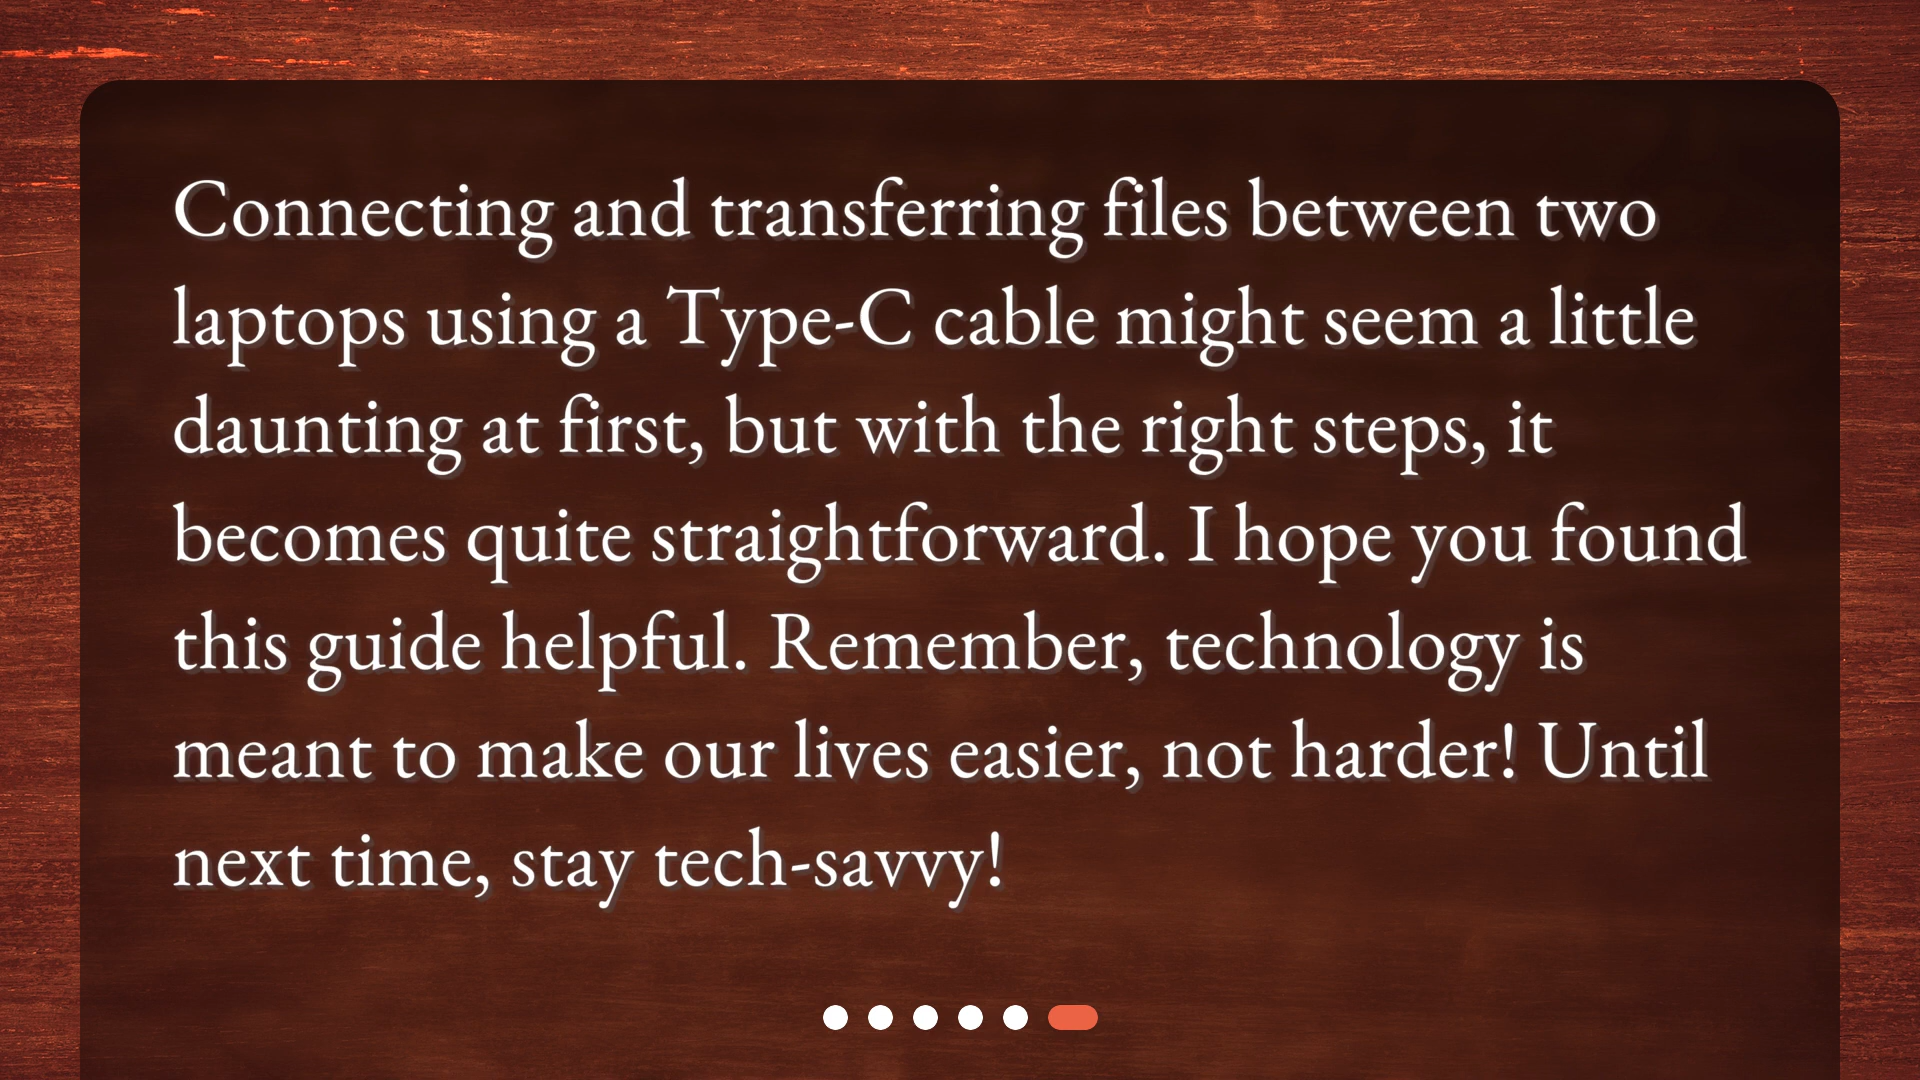 Connecting and transferring files between two
laptops using a Type-C cable might seem a little
daunting at first, but with the right steps, it
becomes quite straightforward. I hope you found
this guide helpful. Remember, technology is
meant to make our lives easier, not harder! Until
next time, stay tech-savvy!